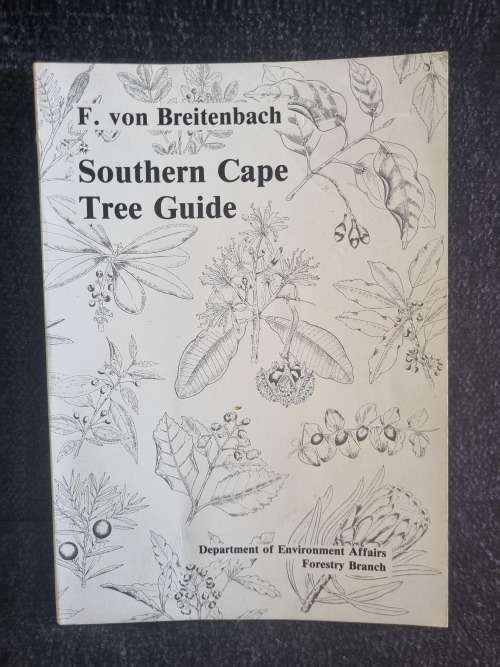 F. von Breitenbach
Southern Cape
Tree Guide
Department of Environment Affairs
Forestry Branch